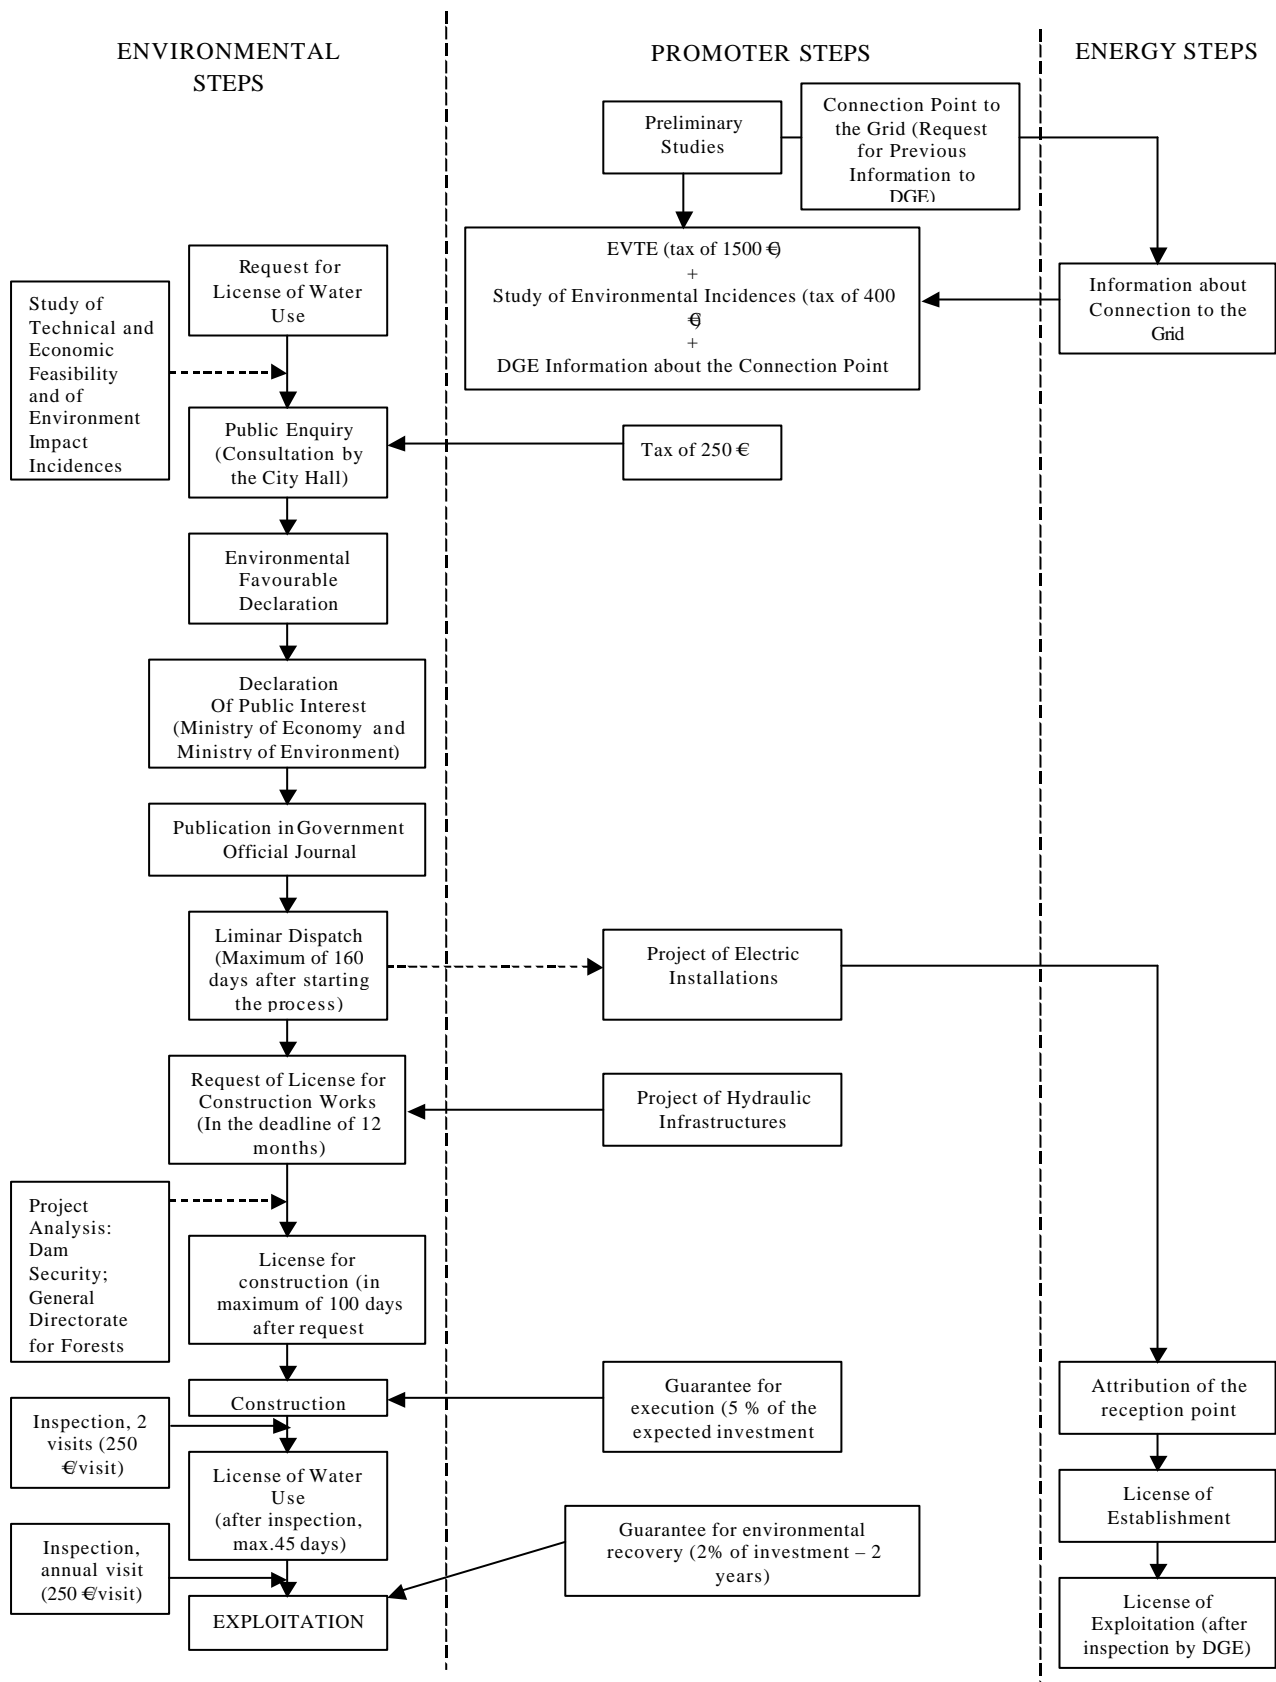 ENVIRONMENTAL
STEPS
PROMOTER STEPS
ENERGY STEPS
Preliminary
Studies
Connection Point to
the Grid (Request
for Previous
Information to
DGE)
EVTE (tax of 1500 €)
+
Study of Environmental Incidences (tax of 400
€)
+
DGE Information about the Connection Point
Information about
Connection to the
Grid
Request for
License of Water
Use
Study of
Technical and
Economic
Feasibility
and of
Environment
Impact
Incidences
Public Enquiry
(Consultation by
the City Hall)
Tax of 250 €
Environmental
Favourable
Declaration
Declaration
Of Public Interest
(Ministry of Economy and
Ministry of Environment)
Publication in Government
Official Journal
Liminar Dispatch
(Maximum of 160
days after starting
the process)
Project of Electric
Installations
Request of License for
Construction Works
(In the deadline of 12
months)
Project of Hydraulic
Infrastructures
Project
Analysis:
Dam
Security;
General
Directorate
for Forests
License for
construction (in
maximum of 100 days
after request
Construction
Guarantee for
execution (5 % of the
expected investment
Attribution of the
reception point
Inspection, 2
visits (250
€/visit)
License of Water
Use
(after inspection,
max.45 days)
License of
Establishment
Guarantee for environmental
recovery (2% of investment – 2
years)
Inspection,
annual visit
(250 €/visit)
EXPLOITATION
License of
Exploitation (after
inspection by DGE)